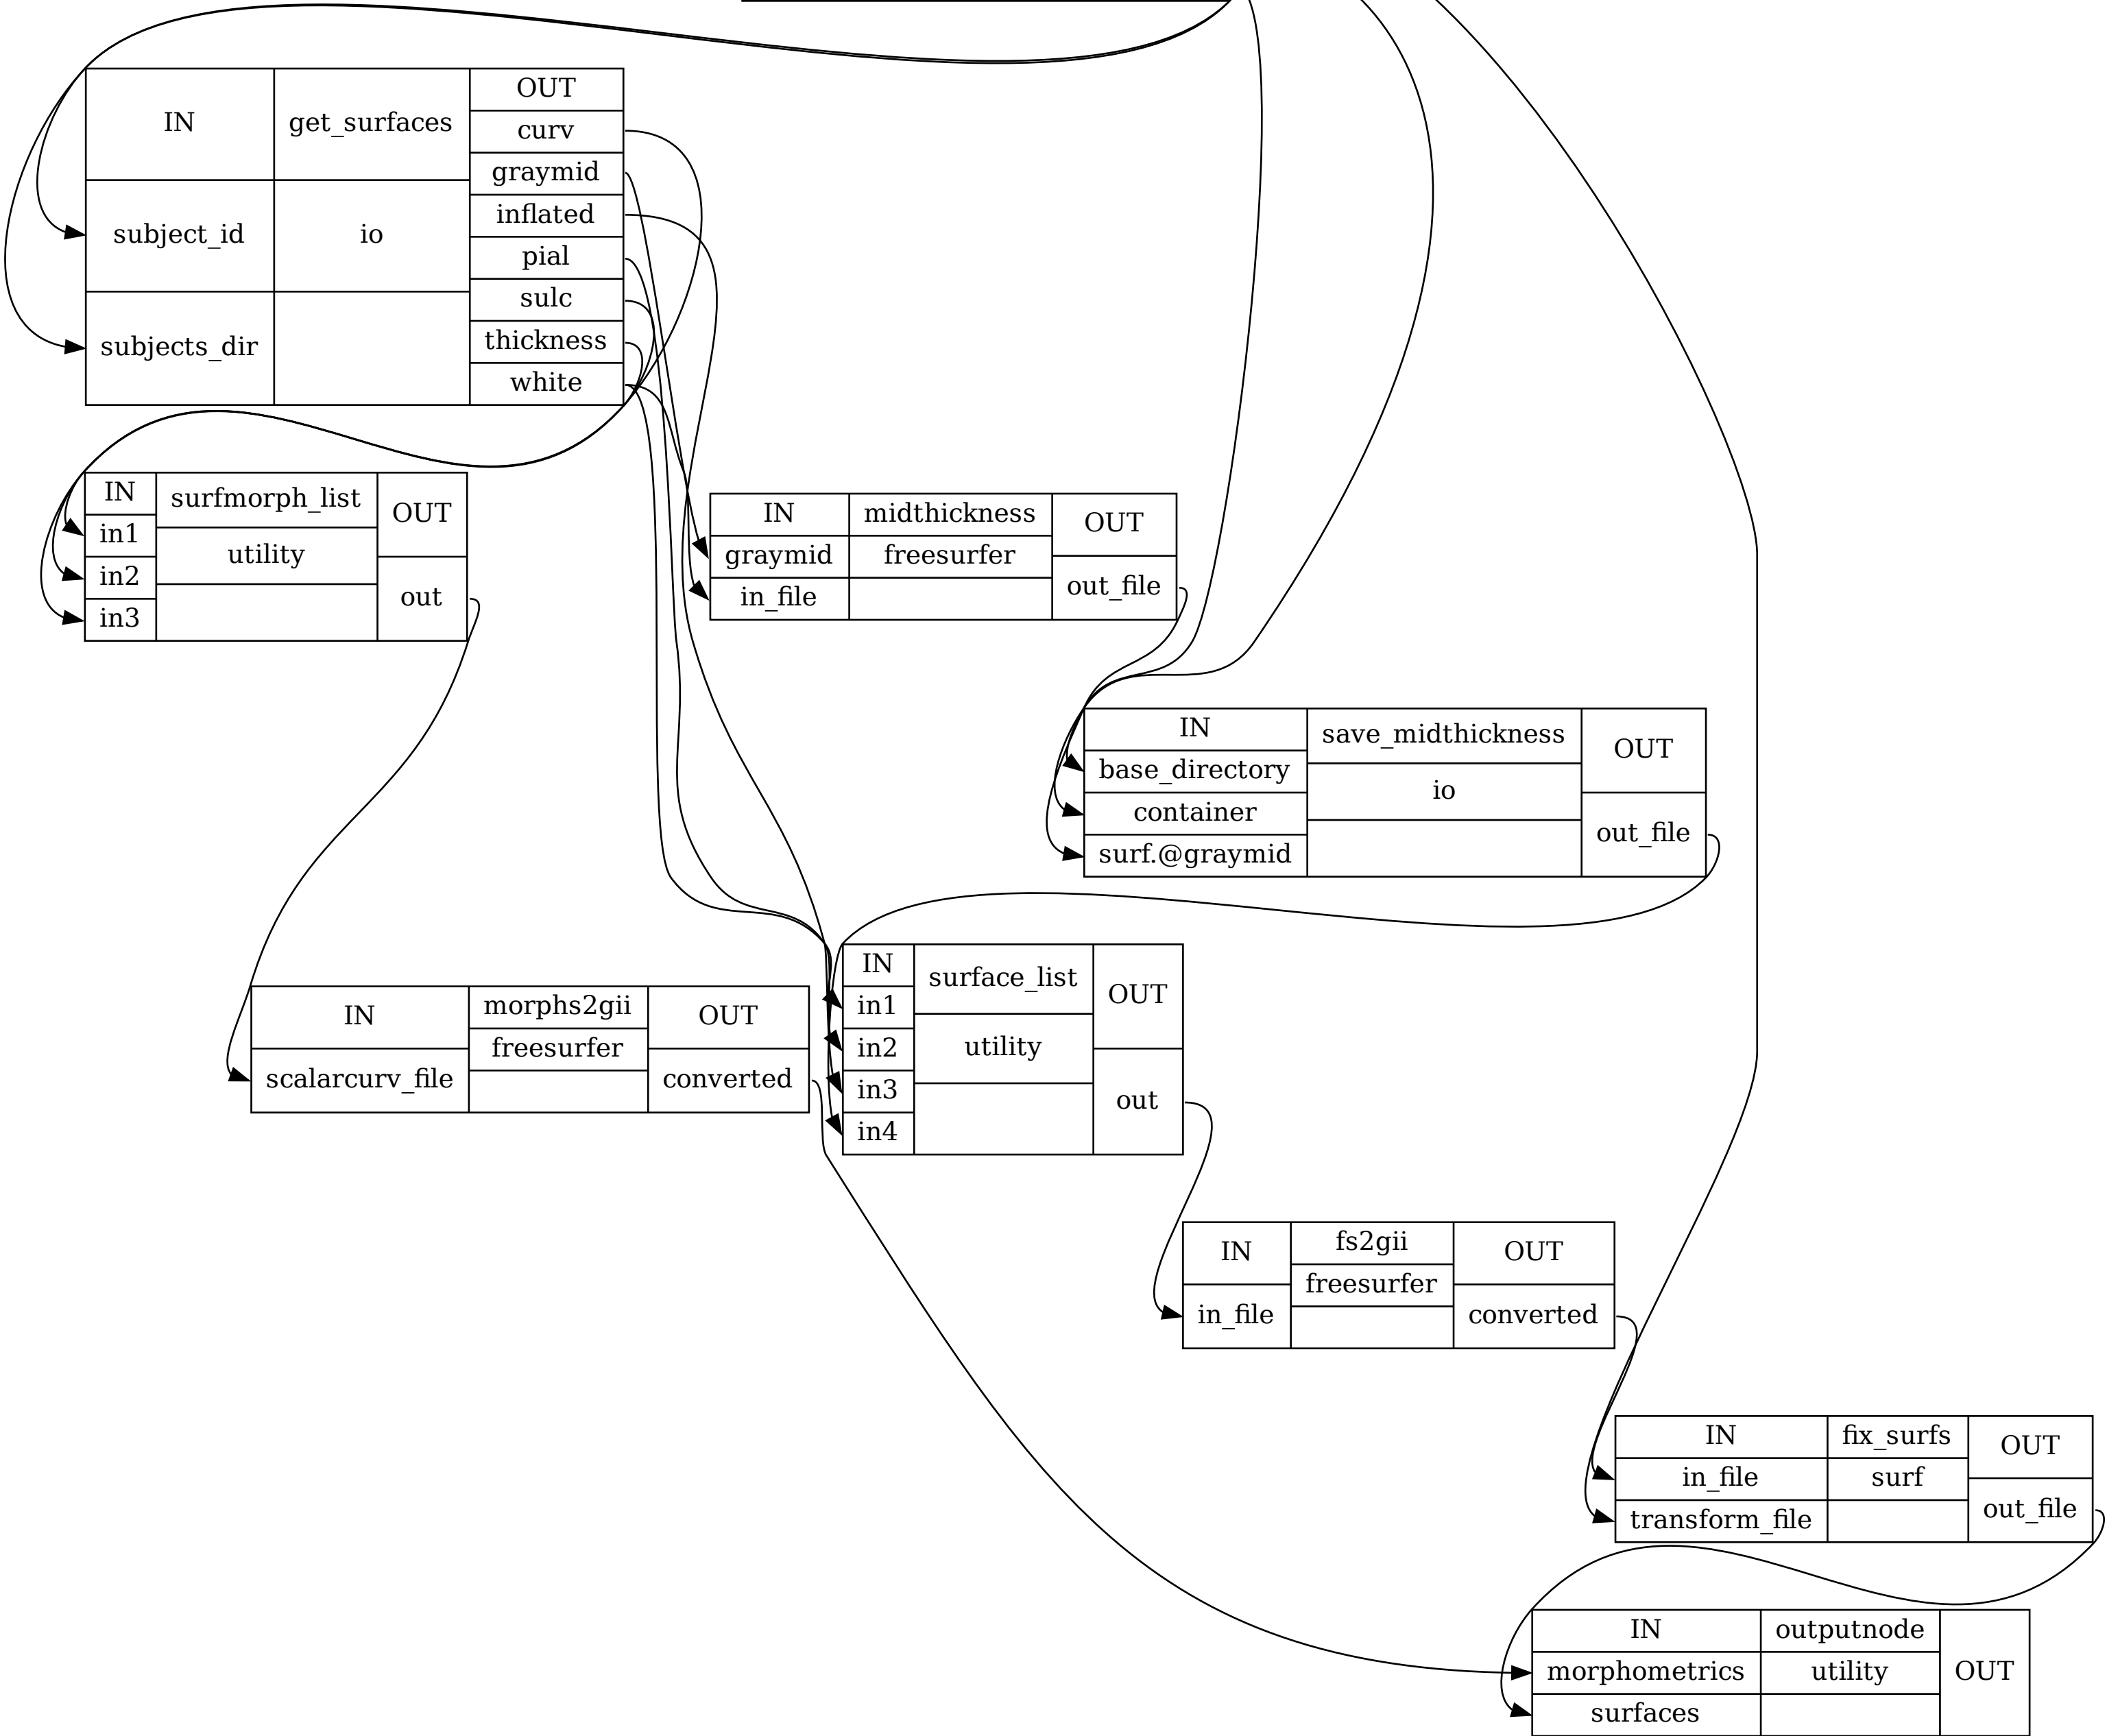 IN
get_surfaces
OUT
curv
graymid
inflated
pial
sulc
thickness
white
subject_id
io
subjects_dir
IN
surfmorph_list
OUT
in1
utility
in2
out
in3
IN
midthickness
OUT
graymid
freesurfer
in_file
out_file
IN
save_midthickness
OUT
base_directory
io
container
out_file
surf.@graymid
IN
surface_list
OUT
in1
utility
in2
in3
out
in4
IN
morphs2gii
OUT
freesurfer
scalarcurv_file
converted
IN
fs2gii
OUT
freesurfer
in_file
converted
IN
fix_surfs
OUT
in_file
surf
transform_file
out_file
IN
outputnode
OUT
morphometrics
utility
surfaces